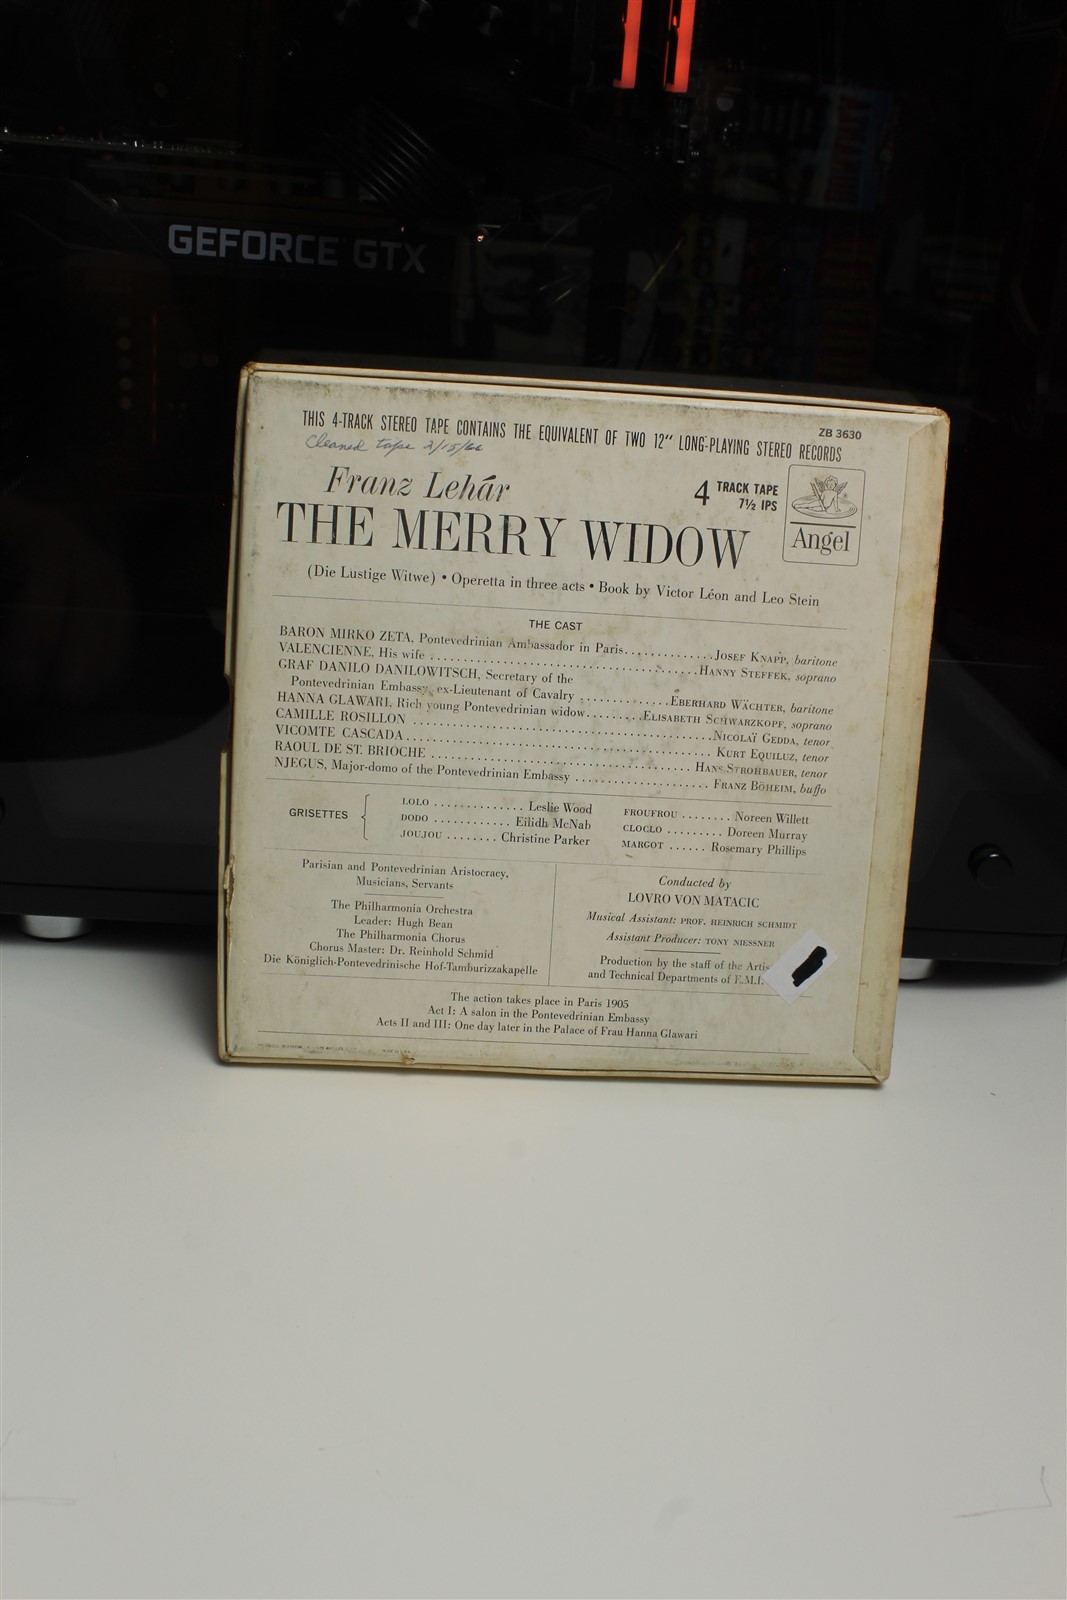 GEFORCE GTX
ZB 3630
THIS 4-TRACK STEREO TAPE CONTAINS THE EQUIVALENT OF TWO 12" LONG-PLAYING STEREO RECORDS
Cleaned tape 2/15/66
Franz Lehár
4 TRACK TAPE
7½ IPS
THE MERRY WIDOW
Angel
(Die Lustige Witwe) • Operetta in three acts • Book by Victor Léon and Leo Stein
THE CAST
BARON MIRKO ZETA, Pontevedrinian Ambassador in Paris.............JOSEF KNAPP, baritone
VALENCIENNE, His wife ........................................HANNY STEFFEK, soprano
GRAF DANILO DANILOWITSCH, Secretary of the
Pontevedrinian Embassy, ex-Lieutenant of Cavalry .............EBERHARD WÄCHTER, baritone
HANNA GLAWARI, Rich young Pontevedrinian widow.........ELISABETH SCHWARZKOPF, soprano
CAMILLE ROSILLON ...........................................NICOLAÏ GEDDA, tenor
VICOMTE CASCADA............................................. KURT EQUILUZ, tenor
RAOUL DE ST. BRIOCHE ...................................... HANS STROHBAUER, tenor
NJEGUS, Major-domo of the Pontevedrinian Embassy .................... FRANZ BÖHEIM, buffo
GRISETTES
LOLO ............. Leslie Wood
DODO ............ Eilidh McNab
JOUJOU ........ Christine Parker
FROUFROU ........ Noreen Willett
CLOCLO ......... Doreen Murray
MARGOT ...... Rosemary Phillips
Parisian and Pontevedrinian Aristocracy,
Musicians, Servants
The Philharmonia Orchestra
Leader: Hugh Bean
The Philharmonia Chorus
Chorus Master: Dr. Reinhold Schmid
Die Königlich-Pontevedrinische Hof-Tamburizzakapelle
Conducted by
LOVRO VON MATACIC
Musical Assistant: PROF. HEINRICH SCHMIDT
Assistant Producer: TONY NIESSNER
Production by the staff of the Artis
and Technical Departments of E.M.I.
The action takes place in Paris 1905
Act I: A salon in the Pontevedrinian Embassy
Acts II and III: One day later in the Palace of Frau Hanna Glawari